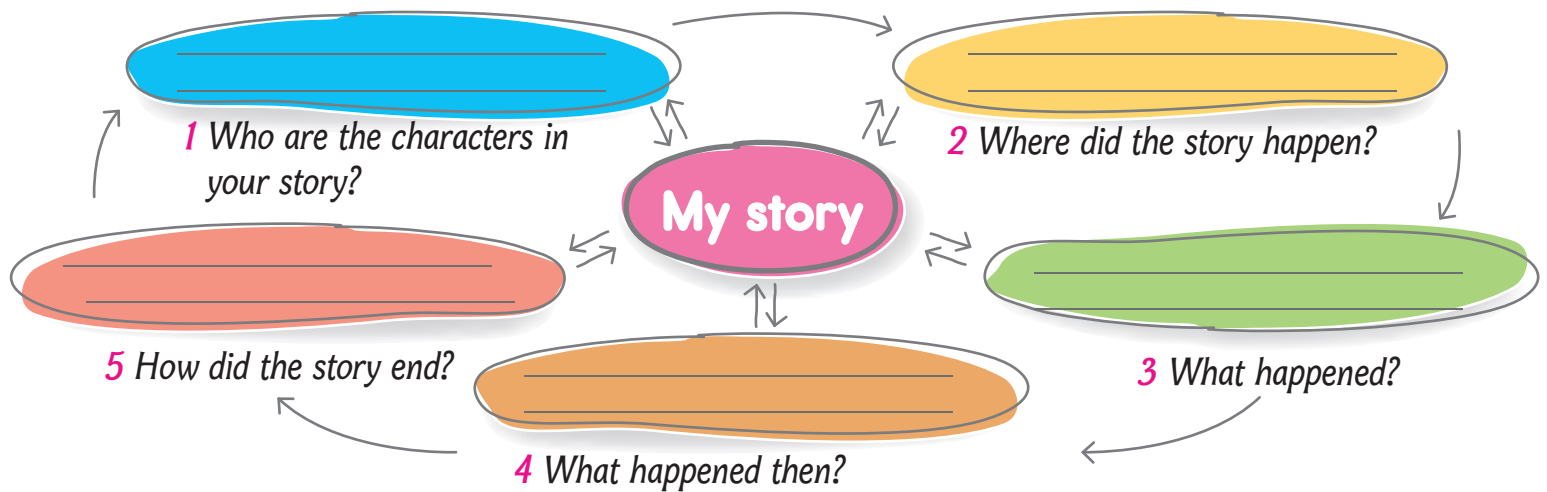 1 Who are the characters in
your story?
2 Where did the story happen?
My story
3 What happened?
4 What happened then?
5 How did the story end?